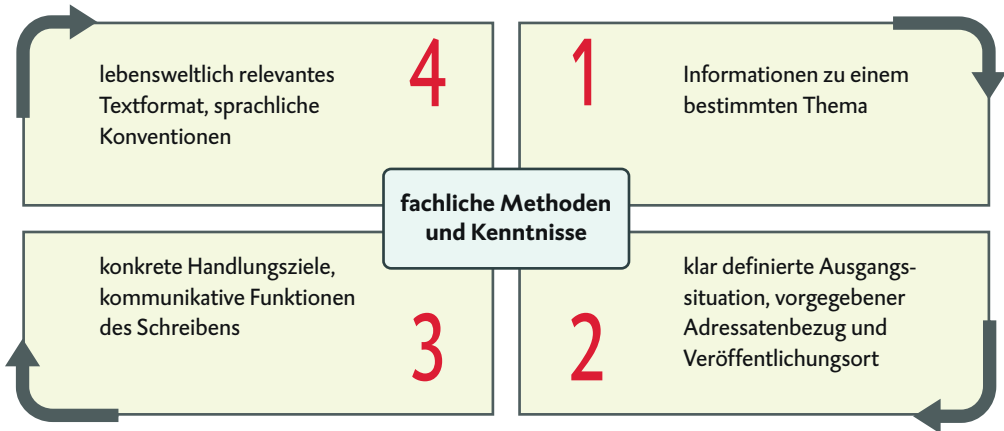 4
lebensweltlich relevantes
Textformat, sprachliche
Konventionen
1
Informationen zu einem
bestimmten Thema
fachliche Methoden
und Kenntnisse
konkrete Handlungsziele,
kommunikative Funktionen
des Schreibens
3
2
klar definierte Ausgangs-
situation, vorgegebener
Adressatenbezug und
Veröffentlichungsort